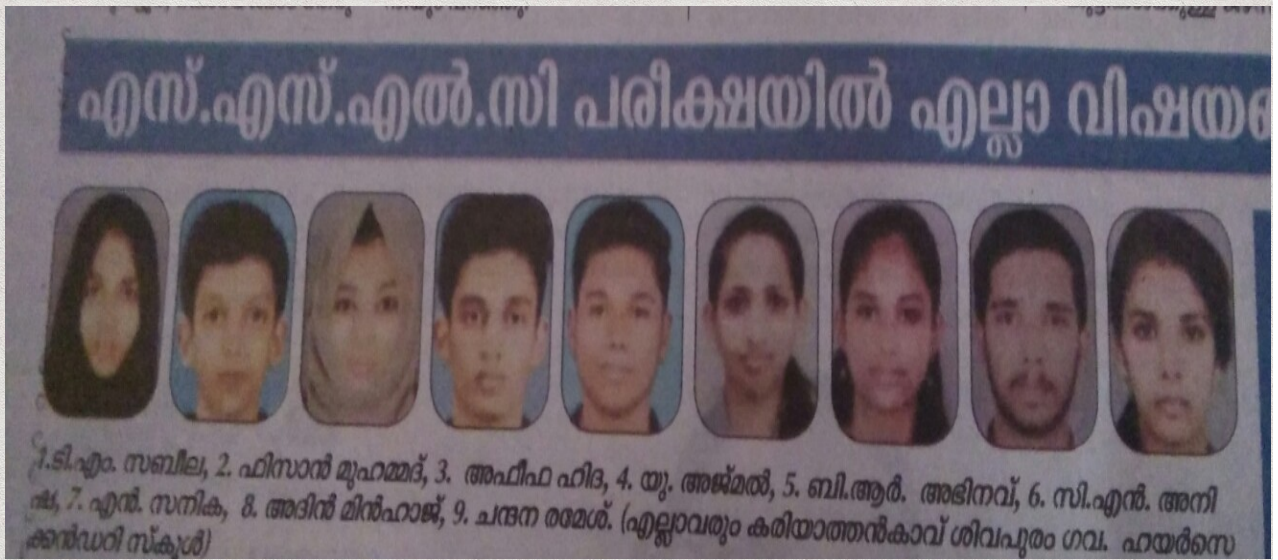 എസ്.എസ്.എൽ.സി പരീക്ഷയിൽ എല്ലാ
1.ടി.എം. സബീല, 2. ഫിസാൻ മുഹമ്മദ്, 3. അഫീഫ ഹിദ, 4. യു. അജ്മൽ, 5. ബി.ആർ. അഭിനവ്, 6. സി.എൻ. അനി
ഷ, 7. എൻ. സനിക, 8. അദിൻ മിൻഹാജ്, 9. ചന്ദന രമേശ്. (എല്ലാവരും കരിയാത്തൻകാവ് ശിവപുരം ഗവ. ഹയർസെ
ക്കൻഡറി സ്കൂൾ)